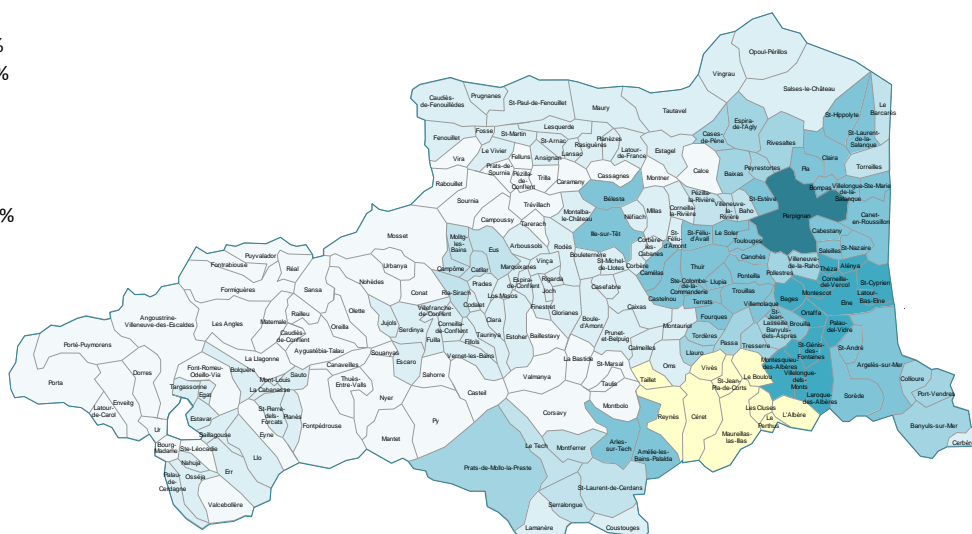 %
%
%
Opoul-Périllos
Vingrau
Salses-le-Château
Caudiès-
de-Fenouillèdes
Prugnanes
St-Paul-de-Fenouillet
Maury
Tautavel
Espira-
de-l'Agly
St-Hippolyte
Le
Barcarès
Fenouillet
Fosse
St-Martin
Lesquerde
St-Arnac
Rasiguères
Planèzes
Lansac
Latour-
de-France
Estagel
Cases-
de-Pène
Rivesaltes
St-Laurent-
de-la-
Salanque
Claira
Vira
Le Vivier
Felluns
Ansignan
Prats-de-
Sournia
Pézilla-
de-
Conflent
Trilla
Caramany
Cassagnes
Montner
Calce
Baixas
Peyrestortes
Pia
Torreilles
Rabouillet
Sournia
Campoussy
Trévillach
Tarerach
Montalba-
le-Château
Bélesta
Ille-sur-Têt
Néfiach
Millas
Corneilla-
la-Rivière
Pézilla-
la-Rivière
Villeneuve-
la-
Rivière
Baho
St-Estève
Bompas
Villelongue-
de-la-
Salanque
Ste-Marie
Perpignan
Canet-
en-Roussillon
Cabestany
Mosset
Molitg-
les-
Bains
Eus
Arboussols
Rodès
Bouleternère
Corbère-
les-
Cabanes
St-
Féliu-
d'Amont
St-Féliu-
d'Avall
Le Soler
Toulouges
Canohès
Saleilles
St-Nazaire
Puyvalador
Fontrabiouse
Réal
Urbanya
Campôme
Catllar
Marquixanes
Vinça
St-Michel-
de-Llotes
Corbère
Camélas
Thuir
Ponteilla
Pollestres
Villeneuve-
de-la-Raho
Théza
Alénya
Formiguères
Sansa
Nohèdes
Conat
Ria-Sirach
Prades
Los Masos
Espira-
de-Conflent
Rigarda
Joch
Casefabre
Castelnou
Ste-Colombe-
de-la-
Commanderie
Llupia
Terrats
Trouillas
Corneilla-
del-Vercol
Montescot
St-Cyprien
Latour-
Bas-Elne
Elne
Bages
Angoustrine-
Villeneuve-des-Escaldes
Les Angles
Matemale
Railleu
Caudiès-
de-Conflent
Olette
Oreilla
Jujols
Serdinya
Villefranche-
de-Conflent
Corneilla-
de-Conflent
Codalet
Clara
Taurinya
Fuilla
Fillols
Estoher
Finestret
Glorianes
Baillestavy
Boule-
d'Amont
Prunet-
et-Belpuig
Caixas
Montauriol
Fourques
Tordères
Passa
Villemolaque
St-
Jean-
Lasseille
Banyuls-
dels-Aspres
Tresserre
Brouilla
Ortaffa
Palau-
del-Vidre
St-André
Argelès-sur-Mer
Collioure
Port-Vendres
Banyuls-sur-Mer
Cerbère
Porté-Puymorens
Porta
Dorres
Font-Romeu-
Odeillo-Via
La Llagonne
Bolquère
Ayguatébia-Talau
Canaveilles
Souanyas
Escaro
Sahorre
Vernet-les-Bains
Valmanya
La Bastide
St-Marsal
Taulis
Calmeilles
Oms
Llauro
Vivès
Le Boulou
Montesquieu-
des-Albères
St-Génis-
des-
Fontaines
Villelongue-
dels-
Monts
Laroque-
des-Albères
Sorède
Latour-
de-Carol
Enveitg
Ur
Targassonne
Egat
Estavar
Mont-Louis
La Cabanasse
Sauto
St-Pierre-
dels-
Forcats
Planès
Fontpédrouse
Thuès-
Entre-Valls
Nyer
Mantet
Py
Castell
Corsavy
Montbolo
Taillet
Reynès
Céret
St-Jean-
Pla-de-Corts
Maureillas-
las-Illas
Les Cluses
Le
Perthus
L'Albère
Bourg-
Madame
Ste-Léocadie
Saillagouse
Nahuja
Osséja
Palau-
de-
Cerdagne
Err
Eyne
Llo
Valcebollère
Prats-de-Mollo-la-Preste
Le Tech
Montferrer
Arles-
sur-Tech
Amélie-les-
Bains-Palalda
St-Laurent-de-Cerdans
Serralongue
Lamanère
Coustouges